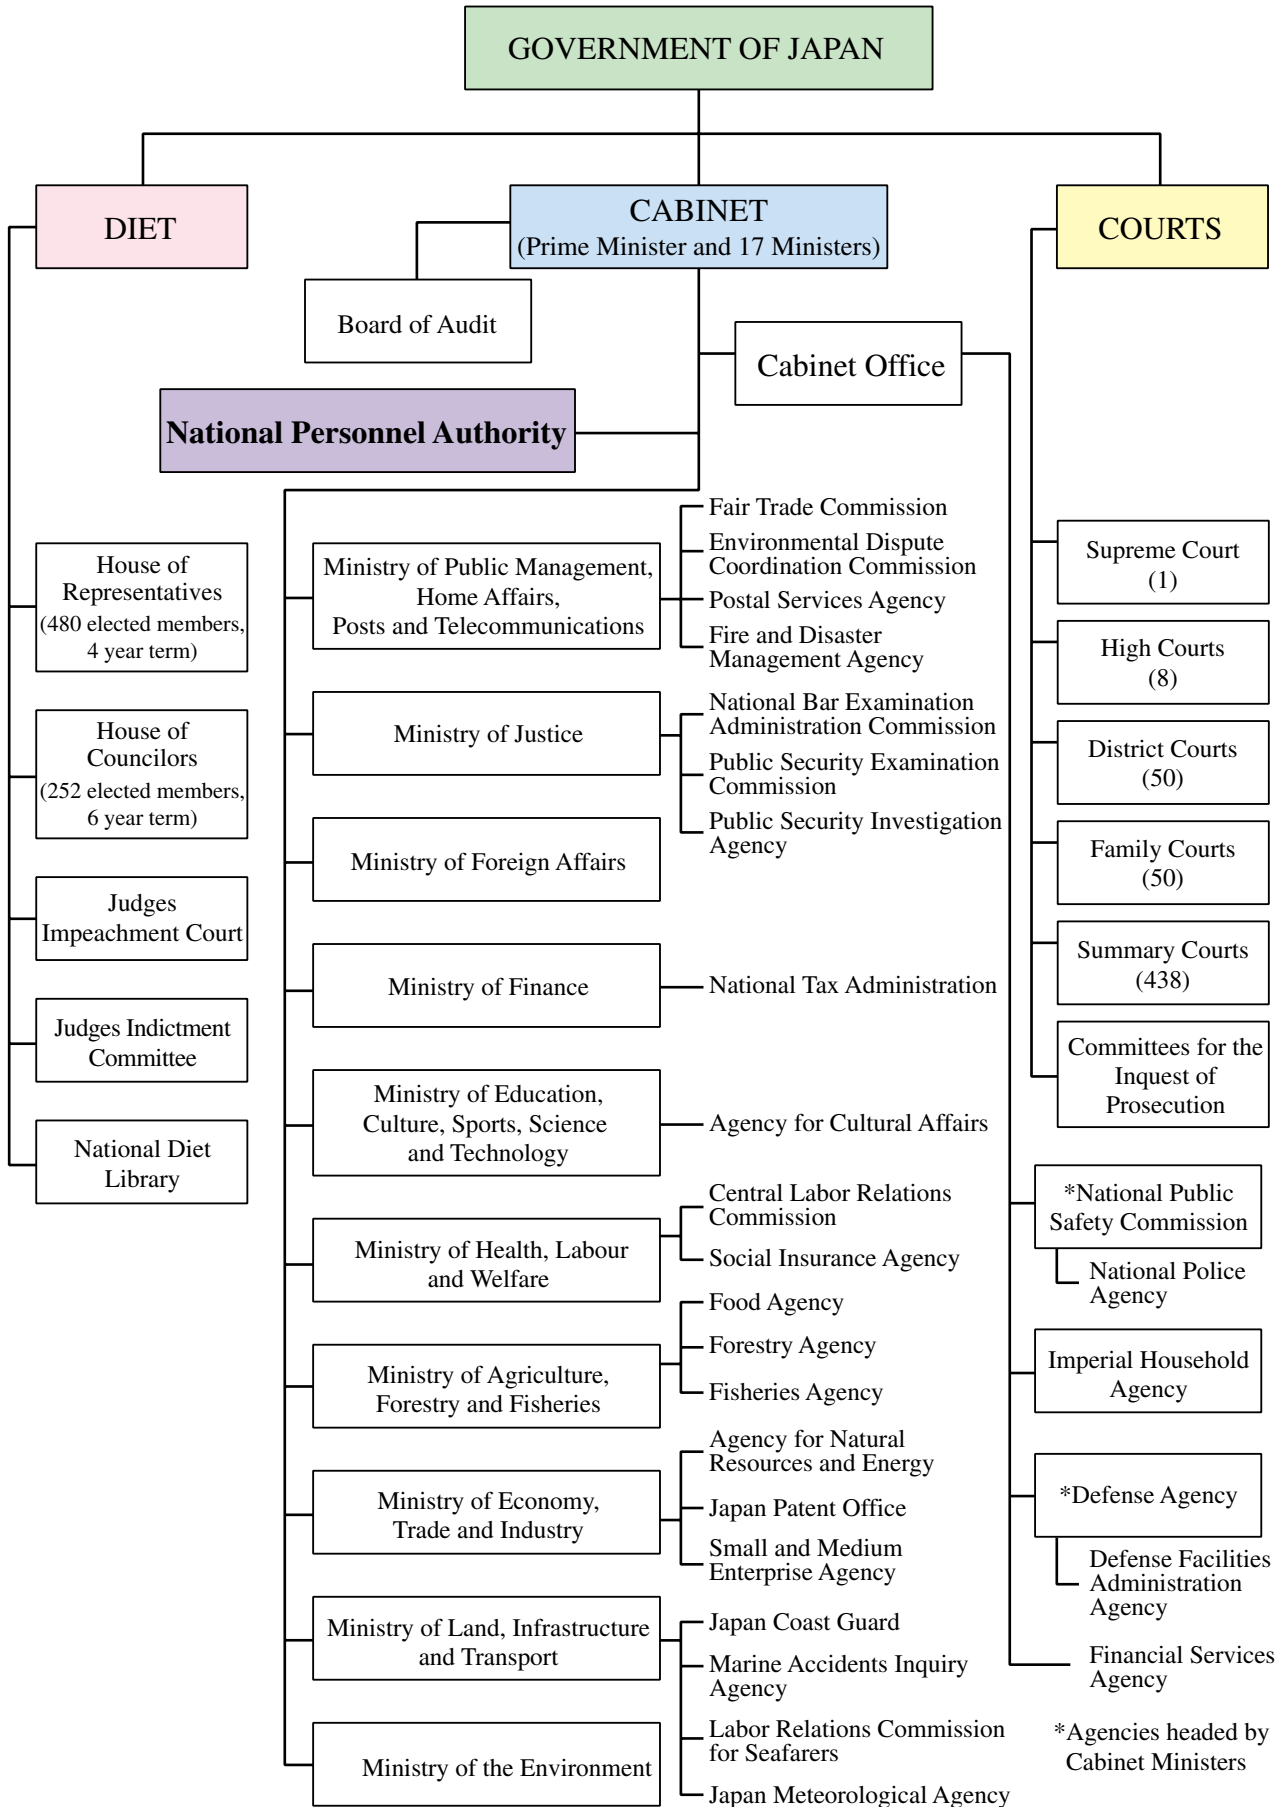 GOVERNMENT OF JAPAN
DIET
CABINET
(Prime Minister and 17 Ministers)
COURTS
Board of Audit
Cabinet Office
National Personnel Authority
House of
Representatives
(480 elected members,
4 year term)
House of
Councilors
(252 elected members,
6 year term)
Judges
Impeachment Court
Judges Indictment
Committee
National Diet
Library
Ministry of Public Management,
Home Affairs,
Posts and Telecommunications
Fair Trade Commission
Environmental Dispute
Coordination Commission
Postal Services Agency
Fire and Disaster
Management Agency
Ministry of Justice
National Bar Examination
Administration Commission
Public Security Examination
Commission
Public Security Investigation
Agency
Ministry of Foreign Affairs
Ministry of Finance
National Tax Administration
Ministry of Education,
Culture, Sports, Science
and Technology
Agency for Cultural Affairs
Ministry of Health, Labour
and Welfare
Central Labor Relations
Commission
Social Insurance Agency
Ministry of Agriculture,
Forestry and Fisheries
Food Agency
Forestry Agency
Fisheries Agency
Ministry of Economy,
Trade and Industry
Agency for Natural
Resources and Energy
Japan Patent Office
Small and Medium
Enterprise Agency
Ministry of Land, Infrastructure
and Transport
Japan Coast Guard
Marine Accidents Inquiry
Agency
Labor Relations Commission
for Seafarers
Japan Meteorological Agency
Ministry of the Environment
Supreme Court
(1)
High Courts
(8)
District Courts
(50)
Family Courts
(50)
Summary Courts
(438)
Committees for the
Inquest of
Prosecution
*National Public
Safety Commission
National Police
Agency
Imperial Household
Agency
*Defense Agency
Defense Facilities
Administration
Agency
Financial Services
Agency
*Agencies headed by
Cabinet Ministers